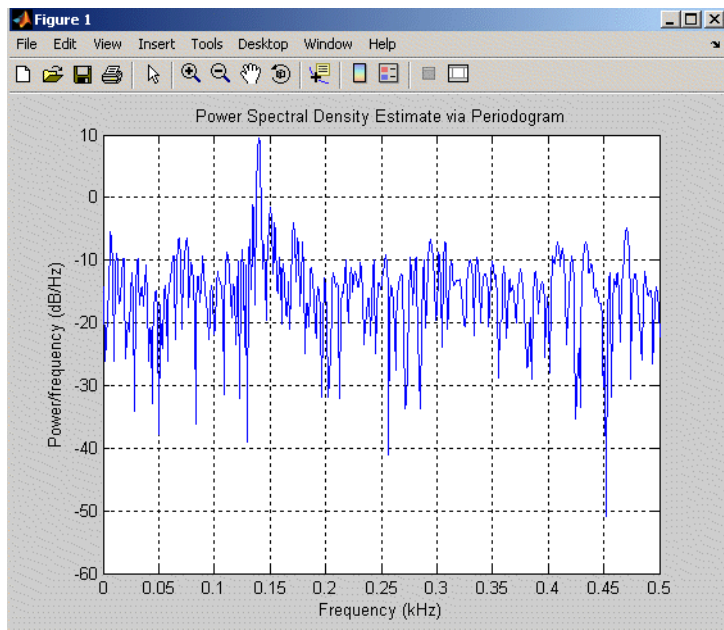 Figure 1
File Edit View Insert Tools Desktop Window Help
Power Spectral Density Estimate via Periodogram
10
0
-10
-20
-30
-40
-50
-60
Power/frequency (dB/Hz)
0 0.05 0.1 0.15 0.2 0.25 0.3 0.35 0.4 0.45 0.5
Frequency (kHz)